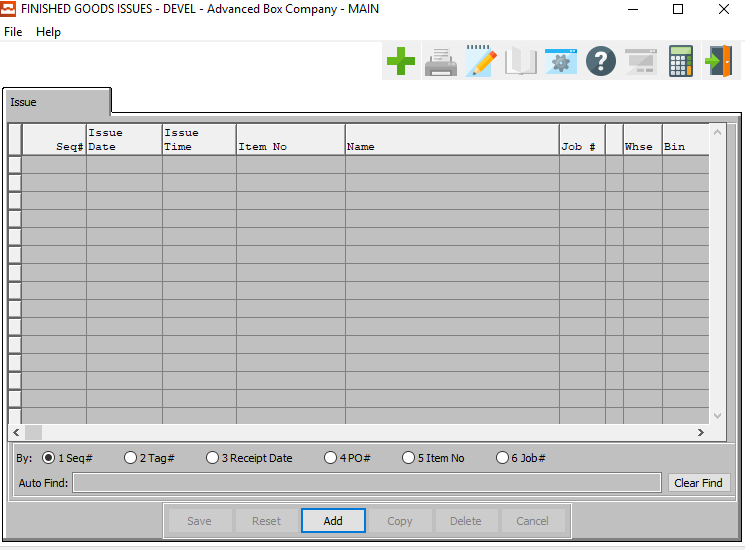 FINISHED GOODS ISSUES - DEVEL - Advanced Box Company - MAIN
File Help
Issue
Seq# Issue Date Issue Time Item No Name Job # Whse Bin
By: 1 Seq# 2 Tag# 3 Receipt Date 4 PO# 5 Item No 6 Job#
Auto Find: Clear Find
Save Reset Add Copy Delete Cancel